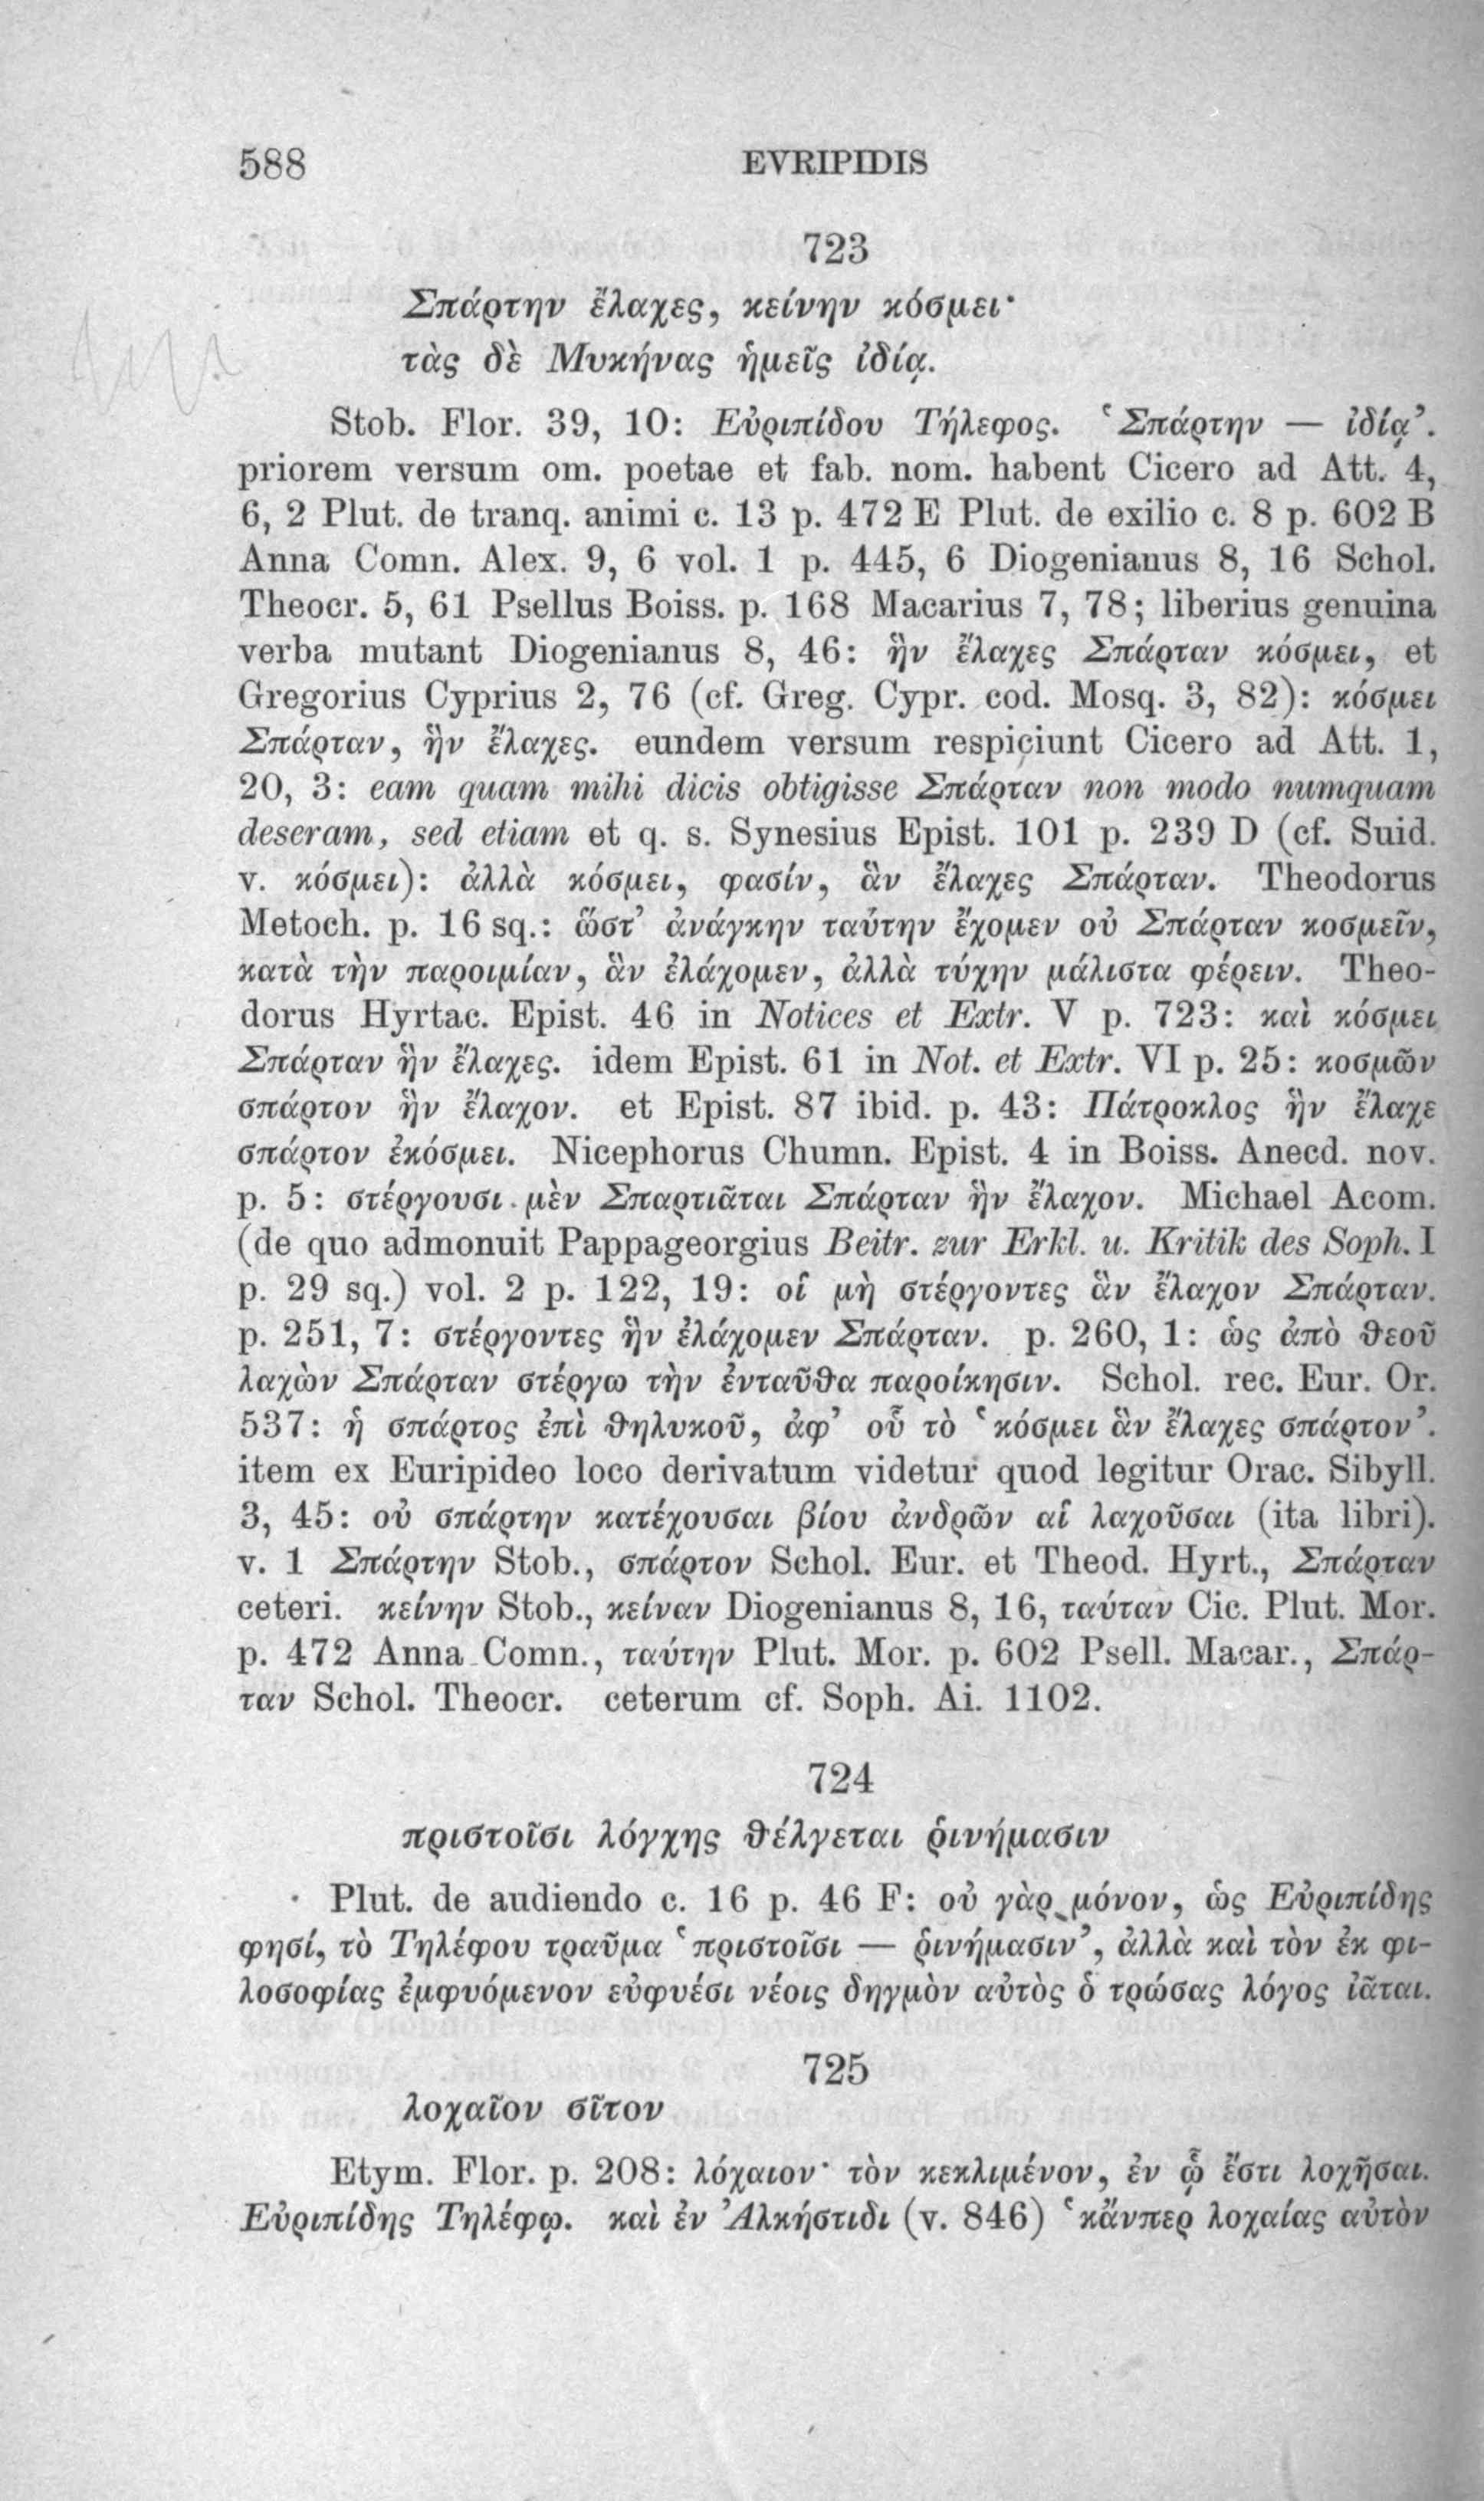 588 EVRIPIDIS
723
Σπάρτην ἔλαχες, κείνην κόσμει·
τὰς δὲ Μυκήνας ἡμεῖς ἰδίᾳ.
Stob. Flor. 39, 10: Εὐριπίδου Τήλεφος. ‘Σπάρτην — ἰδίᾳ’.
priorem versum om. poetae et fab. nom. habent Cicero ad Att. 4,
6, 2 Plut. de tranq. animi c. 13 p. 472 E Plut. de exilio c. 8 p. 602 B
Anna Comn. Alex. 9, 6 vol. 1 p. 445, 6 Diogenianus 8, 16 Schol.
Theocr. 5, 61 Psellus Boiss. p. 168 Macarius 7, 78; liberius genuina
verba mutant Diogenianus 8, 46: ἣν ἔλαχες Σπάρταν κόσμει, et
Gregorius Cyprius 2, 76 (cf. Greg. Cypr. cod. Mosq. 3, 82): κόσμει
Σπάρταν, ἣν ἔλαχες. eundem versum respiciunt Cicero ad Att. 1,
20, 3: eam quam mihi dicis obtigisse Σπάρταν non modo numquam
deseram, sed etiam et q. s. Synesius Epist. 101 p. 239 D (cf. Suid.
v. κόσμει): ἀλλὰ κόσμει, φασίν, ἃν ἔλαχες Σπάρταν. Theodorus
Metoch. p. 16 sq.: ὥστ’ ἀνάγκην ταύτην ἔχομεν οὐ Σπάρταν κοσμεῖν,
κατὰ τὴν παροιμίαν, ἃν ἐλάχομεν, ἀλλὰ τύχην μάλιστα φέρειν. Theo-
dorus Hyrtac. Epist. 46 in Notices et Extr. V p. 723: καὶ κόσμει
Σπάρταν ἣν ἔλαχες. idem Epist. 61 in Not. et Extr. VI p. 25: κοσμῶν
σπάρτον ἣν ἔλαχον. et Epist. 87 ibid. p. 43: Πάτροκλος ἣν ἔλαχε
σπάρτον ἐκόσμει. Nicephorus Chumn. Epist. 4 in Boiss. Anecd. nov.
p. 5: στέργουσι μὲν Σπαρτιᾶται Σπάρταν ἣν ἔλαχον. Michael Acom.
(de quo admonuit Pappageorgius Beitr. zur Erkl. u. Kritik des Soph. I
p. 29 sq.) vol. 2 p. 122, 19: οἱ μὴ στέργοντες ἃν ἔλαχον Σπάρταν.
p. 251, 7: στέργοντες ἣν ἐλάχομεν Σπάρταν. p. 260, 1: ὡς ἀπὸ θεοῦ
λαχὼν Σπάρταν στέργω τὴν ἐνταῦθα παροίκησιν. Schol. rec. Eur. Or.
537: ἡ σπάρτος ἐπὶ θηλυκοῦ, ἀφ’ οὗ τὸ ‘κόσμει ἃν ἔλαχες σπάρτον’.
item ex Euripideo loco derivatum videtur quod legitur Orac. Sibyll.
3, 45: οὐ σπάρτην κατέχουσαι βίου ἀνδρῶν αἱ λαχοῦσαι (ita libri).
v. 1 Σπάρτην Stob., σπάρτον Schol. Eur. et Theod. Hyrt., Σπάρταν
ceteri. κείνην Stob., κείναν Diogenianus 8, 16, ταύταν Cic. Plut. Mor.
p. 472 Anna Comn., ταύτην Plut. Mor. p. 602 Psell. Macar., Σπάρ-
ταν Schol. Theocr. ceterum cf. Soph. Ai. 1102.
724
πριστοῖσι λόγχης θέλγεται ῥινήμασιν
Plut. de audiendo c. 16 p. 46 F: οὐ γὰρ μόνον, ὡς Εὐριπίδης
φησί, τὸ Τηλέφου τραῦμα ‘πριστοῖσι — ῥινήμασιν’, ἀλλὰ καὶ τὸν ἐκ φι-
λοσοφίας ἐμφυόμενον εὐφυέσι νέοις δηγμὸν αὐτὸς ὁ τρώσας λόγος ἰᾶται.
725
λοχαῖον σῖτον
Etym. Flor. p. 208: λόχαιον· τὸν κεκλιμένον, ἐν ᾧ ἔστι λοχῆσαι.
Εὐριπίδης Τηλέφῳ. καὶ ἐν Ἀλκήστιδι (v. 846) ‘κἄνπερ λοχαίας αὐτὸν